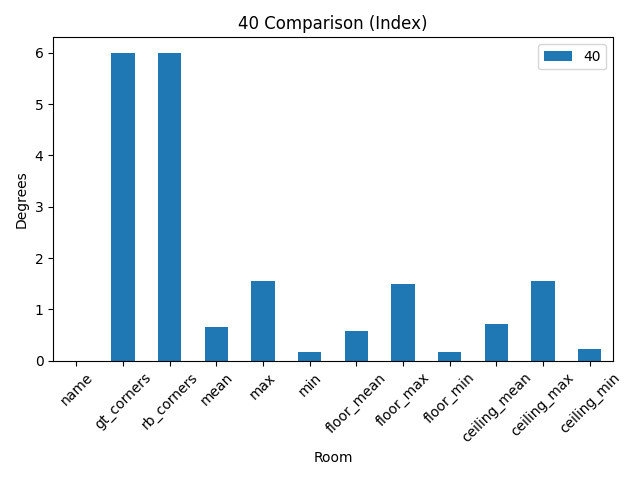 40 Comparison (Index)
40
Degrees
6
5
4
3
2
1
0
name
gt_corners
rb_corners
mean
max
min
floor_mean
floor_max
floor_min
ceiling_mean
ceiling_max
ceiling_min
Room